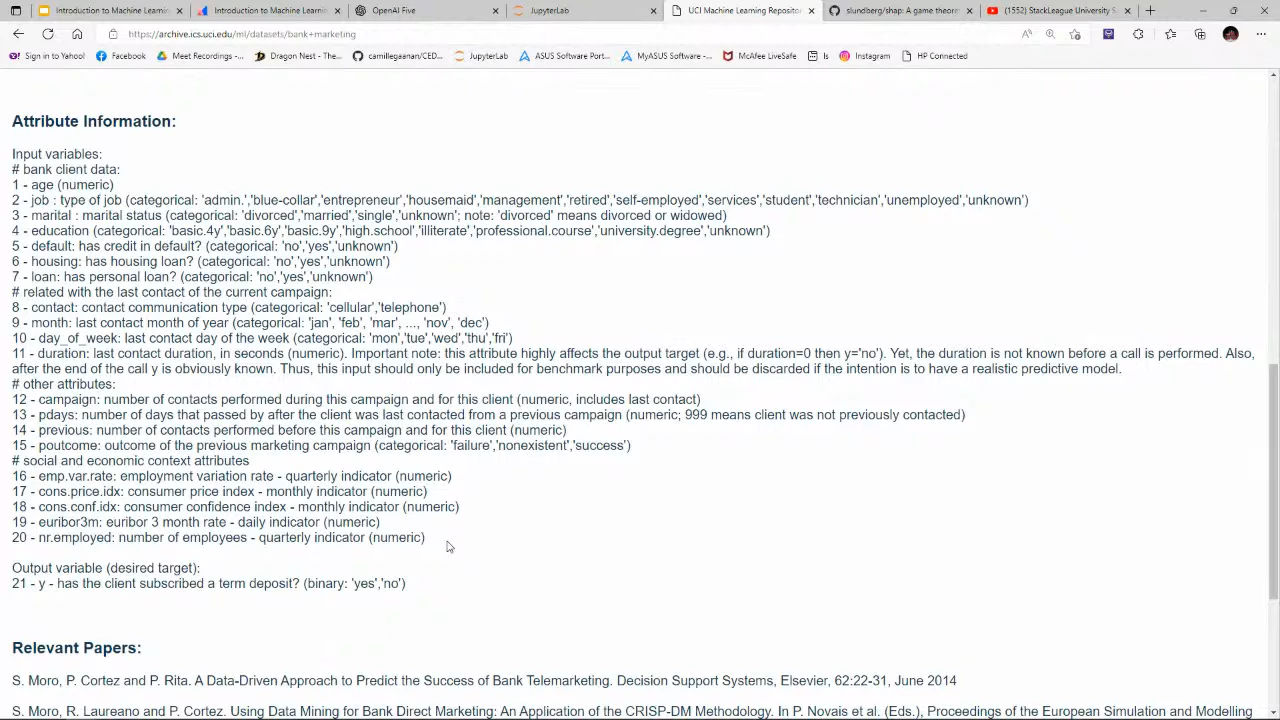 Introduction to Machine Learnin
Introduction to Machine Learnin
OpenAI Five
JupyterLab
UCI Machine Learning Reposito
slundberg/shap: A game theore
(1552) StackLeague University S
https://archive.ics.uci.edu/ml/datasets/bank+marketing
Sign in to Yahoo!
Facebook
Meet Recordings -...
Dragon Nest - The...
camillegaanan/CED...
JupyterLab
ASUS Software Port...
MyASUS Software -...
McAfee LiveSafe
Is
Instagram
HP Connected
Attribute Information:
Input variables:
# bank client data:
1 - age (numeric)
2 - job : type of job (categorical: 'admin.','blue-collar','entrepreneur','housemaid','management','retired','self-employed','services','student','technician','unemployed','unknown')
3 - marital : marital status (categorical: 'divorced','married','single','unknown'; note: 'divorced' means divorced or widowed)
4 - education (categorical: 'basic.4y','basic.6y','basic.9y','high.school','illiterate','professional.course','university.degree','unknown')
5 - default: has credit in default? (categorical: 'no','yes','unknown')
6 - housing: has housing loan? (categorical: 'no','yes','unknown')
7 - loan: has personal loan? (categorical: 'no','yes','unknown')
# related with the last contact of the current campaign:
8 - contact: contact communication type (categorical: 'cellular','telephone')
9 - month: last contact month of year (categorical: 'jan', 'feb', 'mar', ..., 'nov', 'dec')
10 - day_of_week: last contact day of the week (categorical: 'mon','tue','wed','thu','fri')
11 - duration: last contact duration, in seconds (numeric). Important note: this attribute highly affects the output target (e.g., if duration=0 then y='no'). Yet, the duration is not known before a call is performed. Also,
after the end of the call y is obviously known. Thus, this input should only be included for benchmark purposes and should be discarded if the intention is to have a realistic predictive model.
# other attributes:
12 - campaign: number of contacts performed during this campaign and for this client (numeric, includes last contact)
13 - pdays: number of days that passed by after the client was last contacted from a previous campaign (numeric; 999 means client was not previously contacted)
14 - previous: number of contacts performed before this campaign and for this client (numeric)
15 - poutcome: outcome of the previous marketing campaign (categorical: 'failure','nonexistent','success')
# social and economic context attributes
16 - emp.var.rate: employment variation rate - quarterly indicator (numeric)
17 - cons.price.idx: consumer price index - monthly indicator (numeric)
18 - cons.conf.idx: consumer confidence index - monthly indicator (numeric)
19 - euribor3m: euribor 3 month rate - daily indicator (numeric)
20 - nr.employed: number of employees - quarterly indicator (numeric)
Output variable (desired target):
21 - y - has the client subscribed a term deposit? (binary: 'yes','no')
Relevant Papers:
S. Moro, P. Cortez and P. Rita. A Data-Driven Approach to Predict the Success of Bank Telemarketing. Decision Support Systems, Elsevier, 62:22-31, June 2014
S. Moro, R. Laureano and P. Cortez. Using Data Mining for Bank Direct Marketing: An Application of the CRISP-DM Methodology. In P. Novais et al. (Eds.), Proceedings of the European Simulation and Modelling